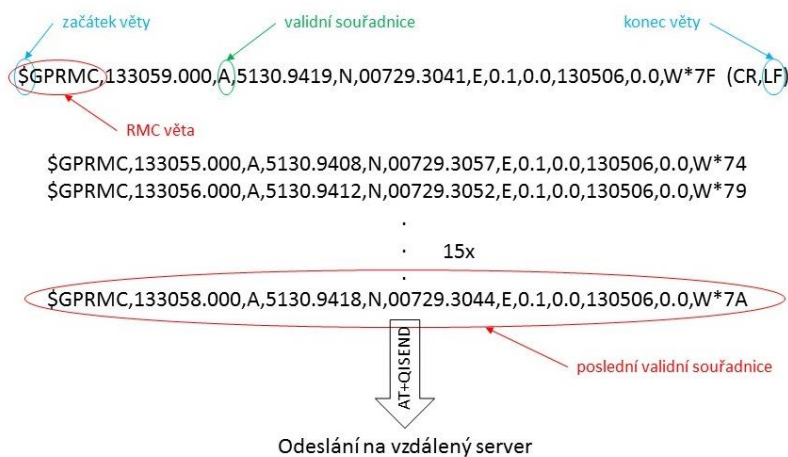 začátek věty validní souřadnice konec věty
$GPRMC,133059.000,A,5130.9419,N,00729.3041,E,0.1,0.0,130506,0.0,W*7F (CR,LF)
RMC věta
$GPRMC,133055.000,A,5130.9408,N,00729.3057,E,0.1,0.0,130506,0.0,W*74
$GPRMC,133056.000,A,5130.9412,N,00729.3052,E,0.1,0.0,130506,0.0,W*79
.
. 15x
.
$GPRMC,133058.000,A,5130.9418,N,00729.3044,E,0.1,0.0,130506,0.0,W*7A
AT+QISEND
poslední validní souřadnice
Odeslání na vzdálený server